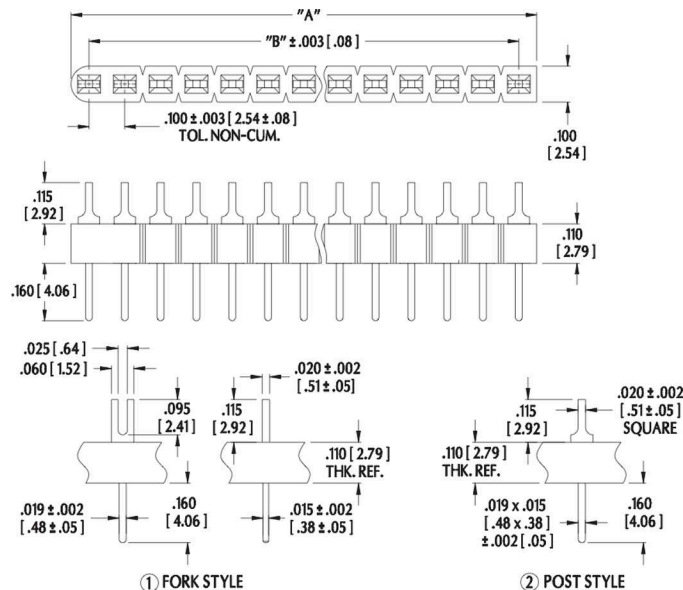 "A"
"B" ±.003 [ .08]
.100 ±.003 [ 2.54 ±.08]
TOL. NON-CUM.
.100
[ 2.54]
.115
[ 2.92]
.110
[ 2.79]
.160 [ 4.06]
.025 [ .64]
.060 [ 1.52]
.095
[ 2.41]
.019 ±.002
[ .48 ±.05]
.160
[ 4.06]
① FORK STYLE
.020 ±.002
[ .51 ±.05]
.115
[ 2.92]
.110 [ 2.79]
THK. REF.
.015 ±.002
[ .38 ±.05]
.115
[ 2.92]
.020 ±.002
[ .51 ±.05]
SQUARE
.110 [ 2.79]
THK. REF.
.019 x .015
[ .48 x .38]
±.002 [ .05]
.160
[4.06]
② POST STYLE